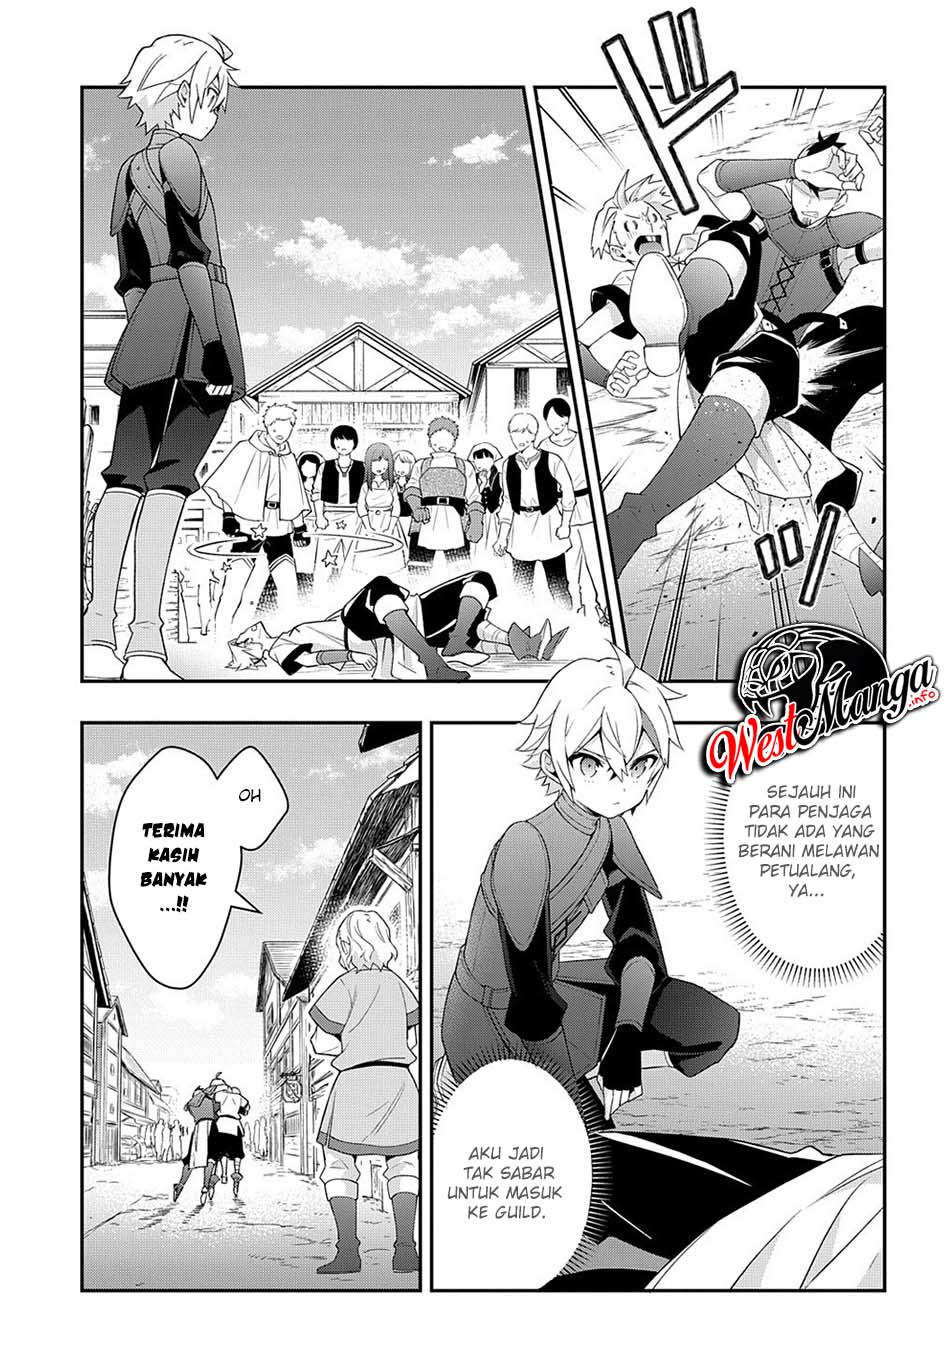 ドドッ
WestManga
.info
SEJAUH INI
PARA PENJAGA
TIDAK ADA YANG
BERANI MELAWAN
PETUALANG,
YA...
AKU JADI
TAK SABAR
UNTUK MASUK
KE GUILD.
OH
TERIMA
KASIH
BANYAK
...!!